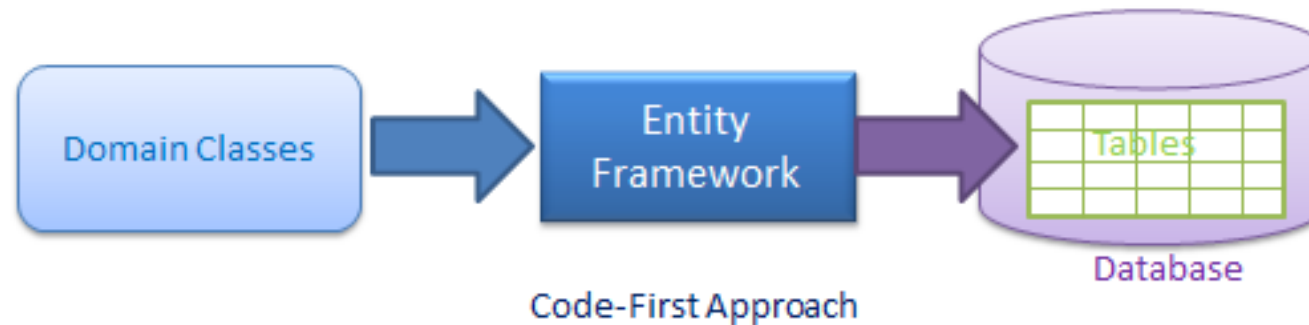 Domain Classes
Entity
Framework
Tables
Database
Code-First Approach